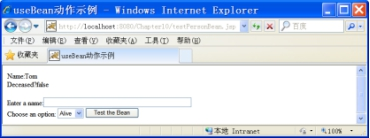 useBean动作示例 - Windows Internet Explorer
http://localhost:8080/Chapter10/testPersonBean.jsp
百度
文件(F) 编辑(E) 查看(V) 收藏夹(A) 工具(T) 帮助(H)
收藏夹 useBean动作示例
Name:Tom
Deceased?false
Enter a name:
Choose an option: Alive Test the Bean
本地 Intranet 100%